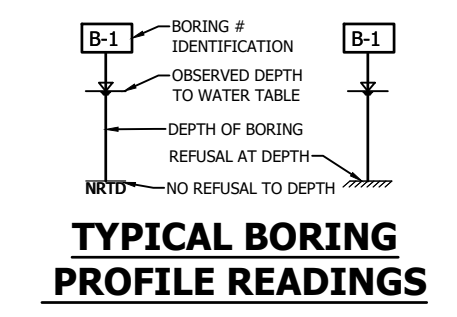 B-1
BORING #
IDENTIFICATION
B-1
OBSERVED DEPTH
TO WATER TABLE
DEPTH OF BORING
REFUSAL AT DEPTH
NRTD
NO REFUSAL TO DEPTH
TYPICAL BORING
PROFILE READINGS